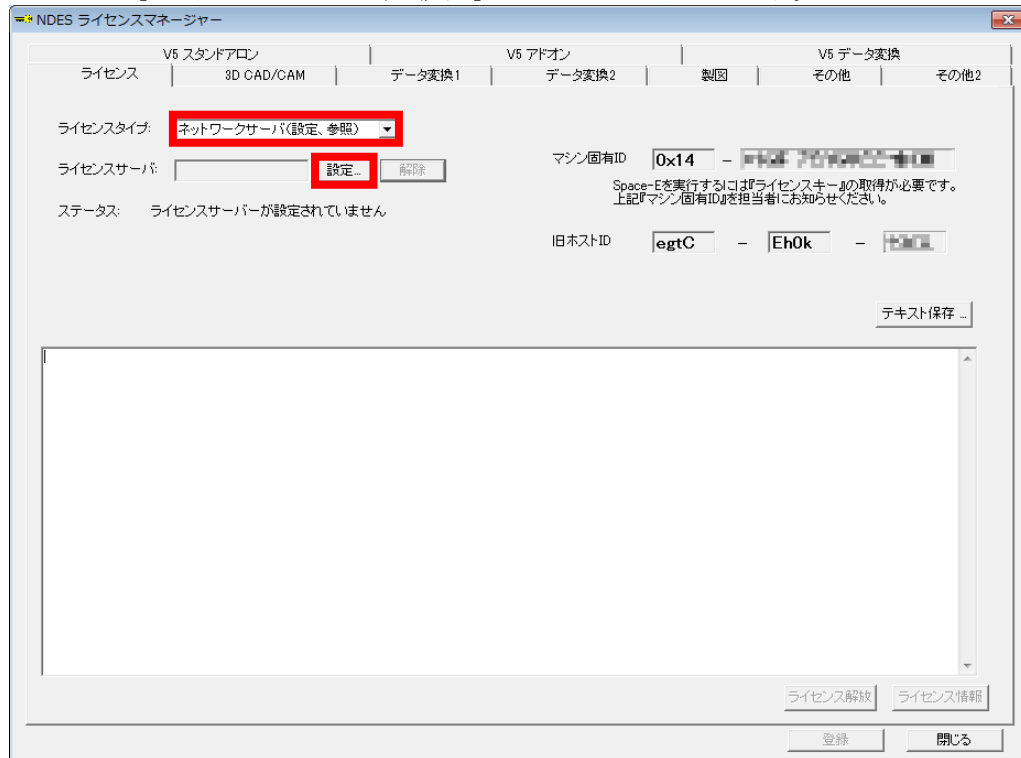 NDES ライセンスマネージャー
V5 スタンドアロン V5 アドオン V5 データ変換
ライセンス 3D CAD/CAM データ変換1 データ変換2 製図 その他 その他2
ライセンスタイプ: ネットワークサーバ(設定、参照)
ライセンスサーバ: 設定... 解除
マシン固有ID 0x14 –
Space-Eを実行するには『ライセンスキー』の取得が必要です。
上記『マシン固有ID』を担当者にお知らせください。
ステータス: ライセンスサーバーが設定されていません
旧ホストID egtC – Eh0k –
テキスト保存 ...
ライセンス解放 ライセンス情報
登録 閉じる